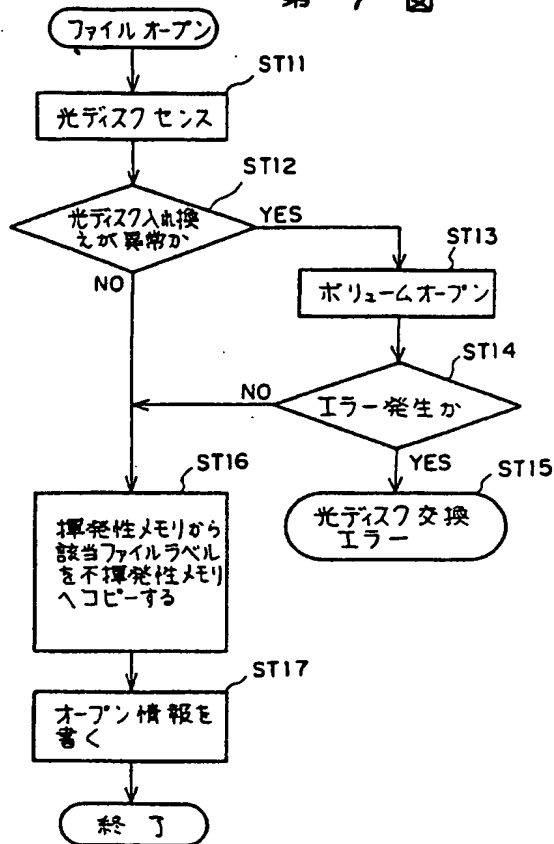 第 7 図
ファイルオープン
ST11
光ディスクセンス
ST12
光ディスク入れ換
えが異常か
YES
NO
ST13
ボリュームオープン
ST14
エラー発生か
NO
YES
ST15
光ディスク交換
エラー
ST16
揮発性メモリから
該当ファイルラベル
を不揮発性メモリ
へコピーする
ST17
オープン情報を
書く
終了